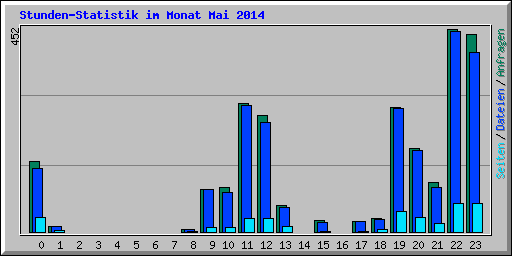 Stunden-Statistik im Monat Mai 2014
452
Seiten/Dateien/Anfragen
0 1 2 3 4 5 6 7 8 9 10 11 12 13 14 15 16 17 18 19 20 21 22 23